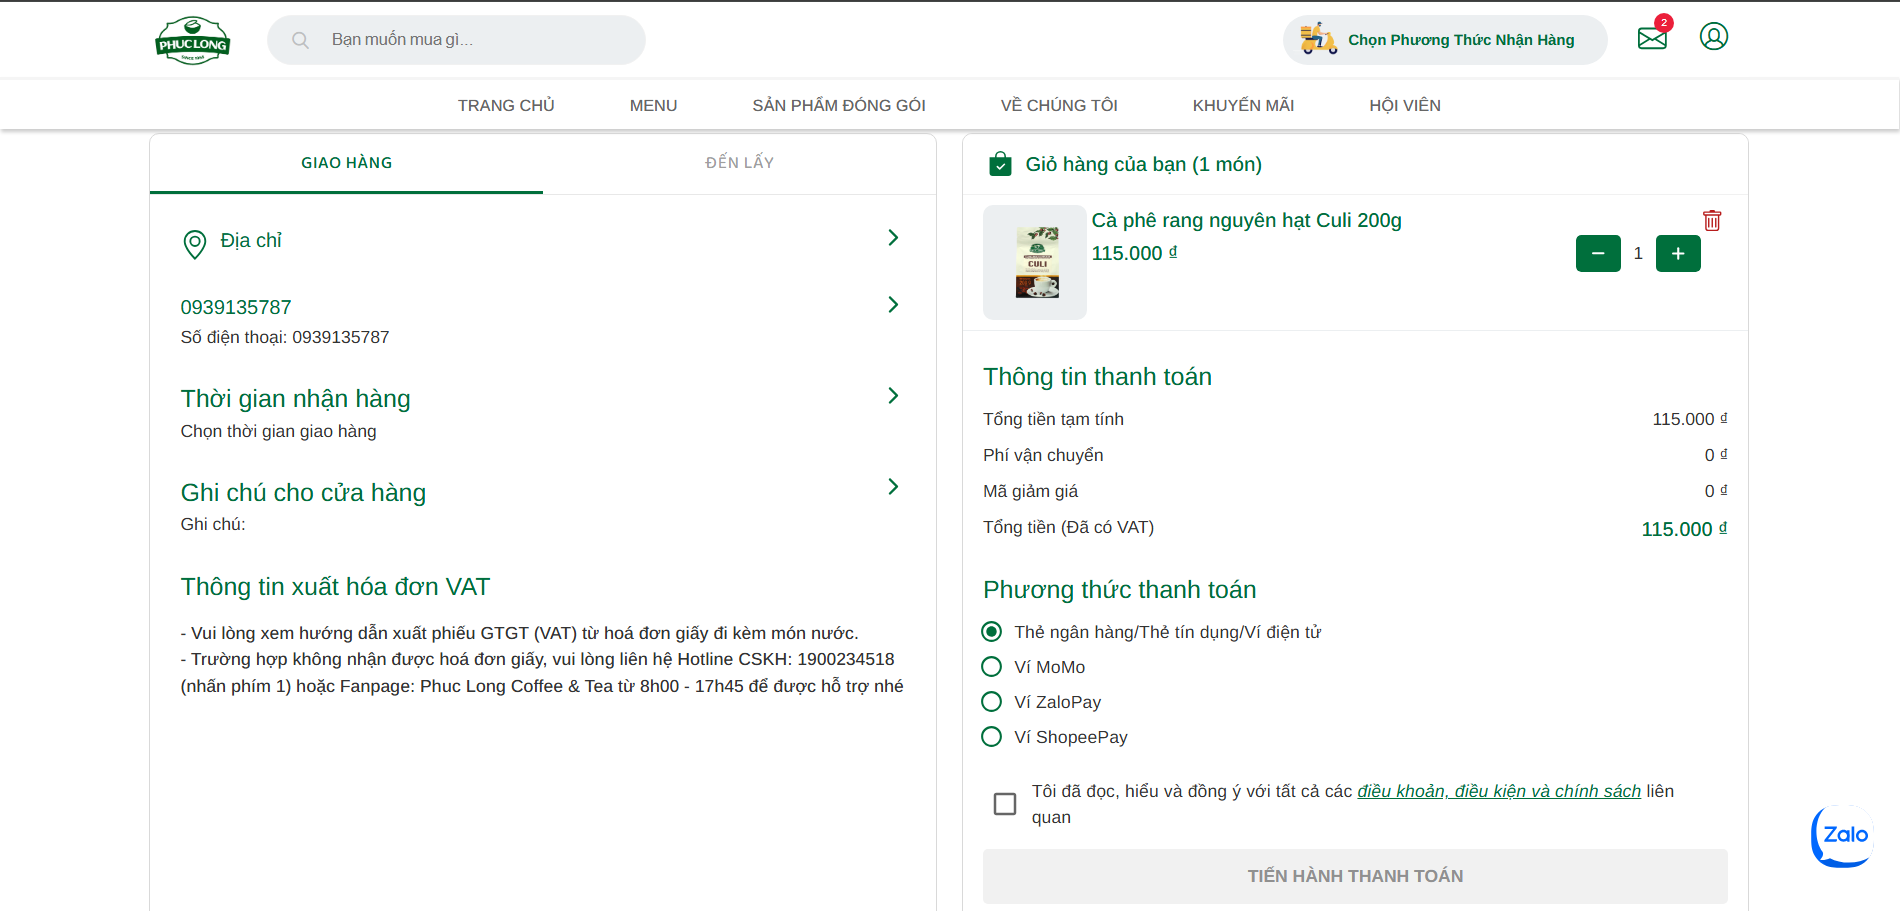 PHUC LONG
SINCE 1968
Bạn muốn mua gì...
Chọn Phương Thức Nhận Hàng
2
TRANG CHỦ
MENU
SẢN PHẨM ĐÓNG GÓI
VỀ CHÚNG TÔI
KHUYẾN MÃI
HỘI VIÊN
GIAO HÀNG
ĐẾN LẤY
Địa chỉ
0939135787
Số điện thoại: 0939135787
Thời gian nhận hàng
Chọn thời gian giao hàng
Ghi chú cho cửa hàng
Ghi chú:
Thông tin xuất hóa đơn VAT
- Vui lòng xem hướng dẫn xuất phiếu GTGT (VAT) từ hoá đơn giấy đi kèm món nước.
- Trường hợp không nhận được hoá đơn giấy, vui lòng liên hệ Hotline CSKH: 1900234518
(nhấn phím 1) hoặc Fanpage: Phuc Long Coffee & Tea từ 8h00 - 17h45 để được hỗ trợ nhé
Giỏ hàng của bạn (1 món)
CULI
Cà phê rang nguyên hạt Culi 200g
115.000 ₫
1
Thông tin thanh toán
Tổng tiền tạm tính 115.000 ₫
Phí vận chuyển 0 ₫
Mã giảm giá 0 ₫
Tổng tiền (Đã có VAT) 115.000 ₫
Phương thức thanh toán
Thẻ ngân hàng/Thẻ tín dụng/Ví điện tử
Ví MoMo
Ví ZaloPay
Ví ShopeePay
Tôi đã đọc, hiểu và đồng ý với tất cả các điều khoản, điều kiện và chính sách liên
quan
TIẾN HÀNH THANH TOÁN
Zalo